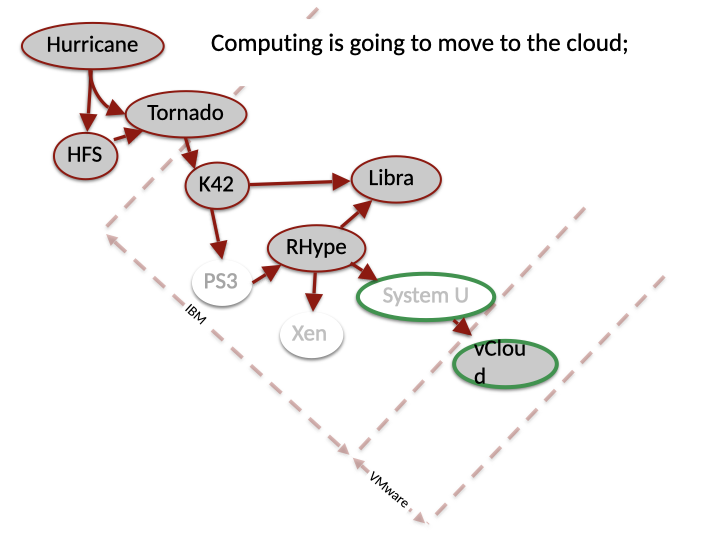 Hurricane
Computing is going to move to the cloud;
Tornado
HFS
K42
Libra
RHype
PS3
System U
IBM
Xen
vClou
d
VMware